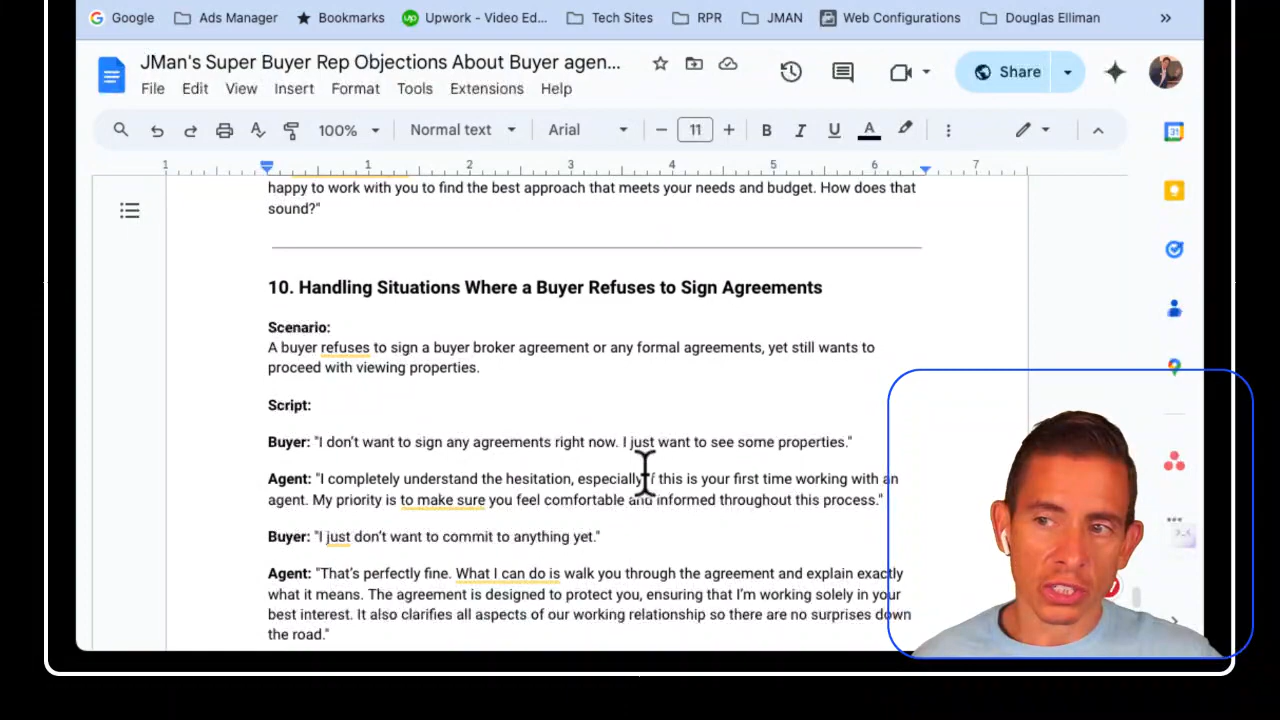 Google Ads Manager Bookmarks Upwork - Video Ed... Tech Sites RPR JMAN Web Configurations Douglas Elliman »
JMan's Super Buyer Rep Objections About Buyer agen...
Share
File Edit View Insert Format Tools Extensions Help
100% Normal text Arial 11 B I U A
1 1 2 3 4 5 6 7
happy to work with you to find the best approach that meets your needs and budget. How does that
sound?"
10. Handling Situations Where a Buyer Refuses to Sign Agreements
Scenario:
A buyer refuses to sign a buyer broker agreement or any formal agreements, yet still wants to
proceed with viewing properties.
Script:
Buyer: "I don't want to sign any agreements right now. I just want to see some properties."
Agent: "I completely understand the hesitation, especially if this is your first time working with an
agent. My priority is to make sure you feel comfortable and informed throughout this process."
Buyer: "I just don't want to commit to anything yet."
Agent: "That's perfectly fine. What I can do is walk you through the agreement and explain exactly
what it means. The agreement is designed to protect you, ensuring that I'm working solely in your
best interest. It also clarifies all aspects of our working relationship so there are no surprises down
the road."